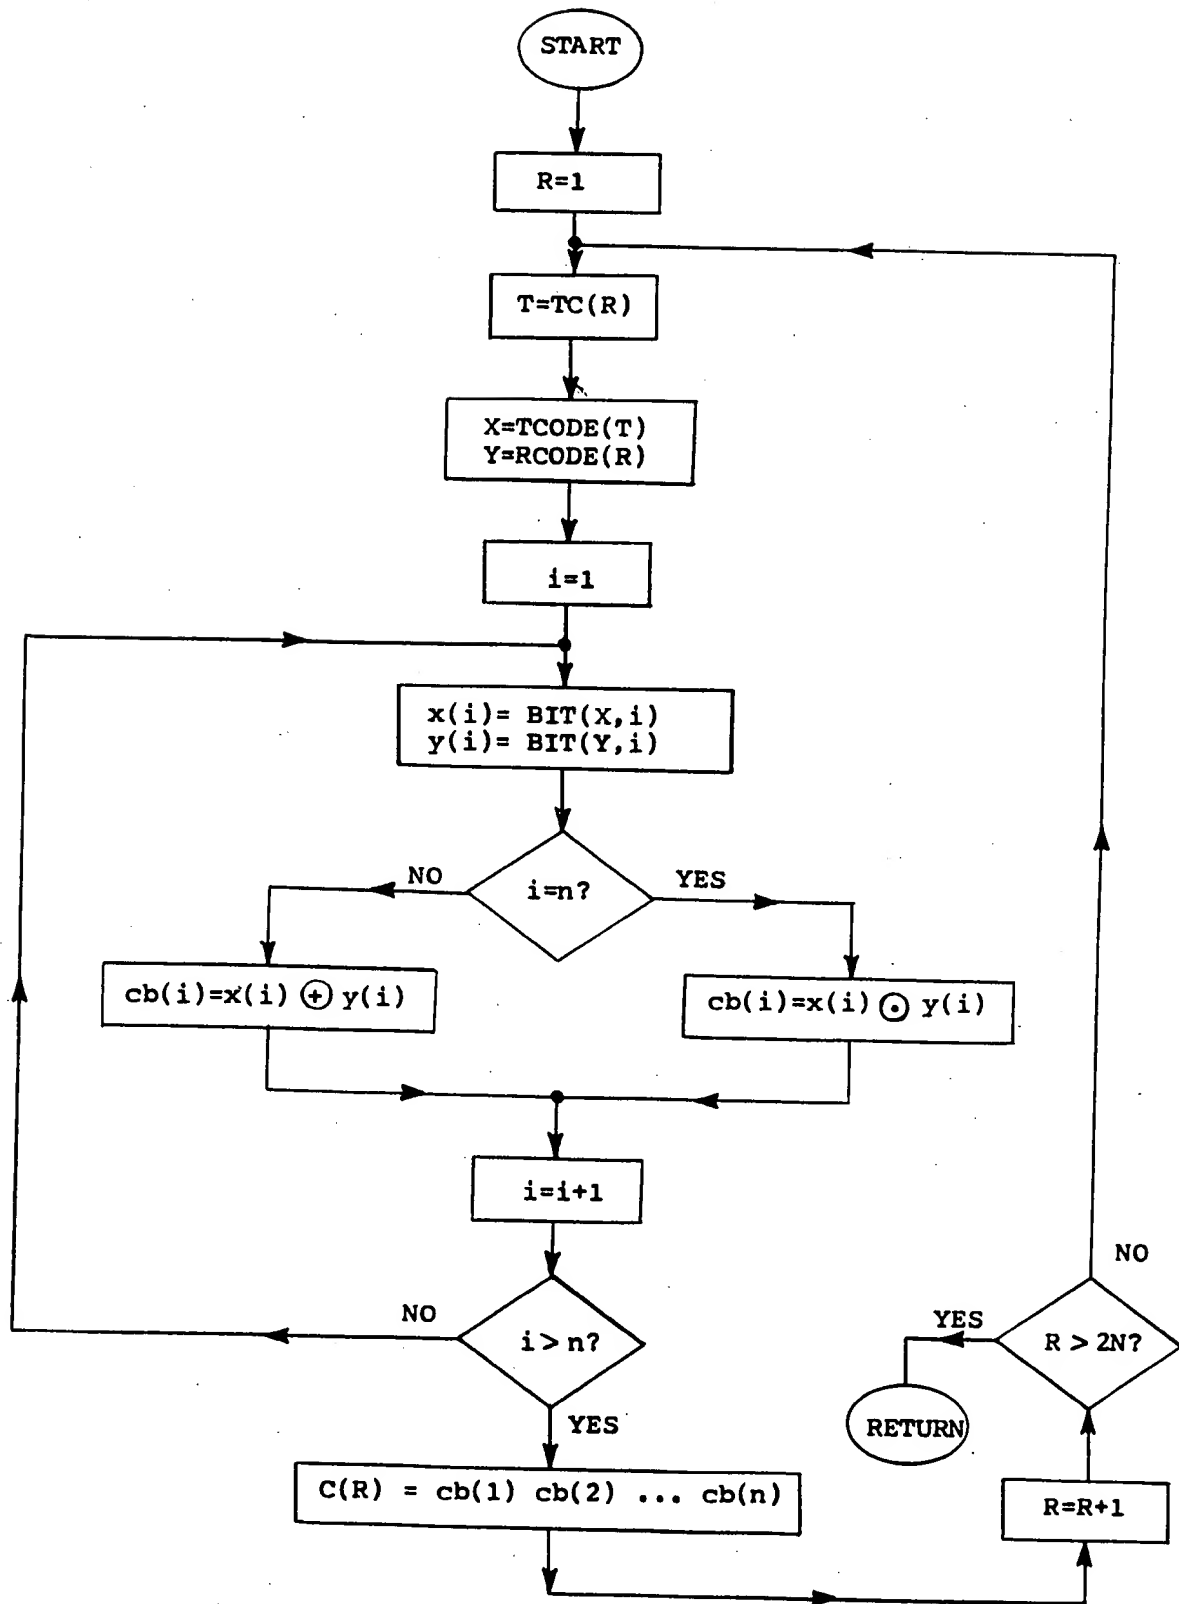 START
R=1
T=TC(R)
X=TCODE(T)
Y=RCODE(R)
i=1
x(i)= BIT(X,i)
y(i)= BIT(Y,i)
NO
i=n?
YES
cb(i)=x(i) ⊕ y(i)
cb(i)=x(i) ⊙ y(i)
i=i+1
NO
i > n?
YES
NO
YES
R > 2N?
RETURN
C(R) = cb(1) cb(2) ... cb(n)
R=R+1